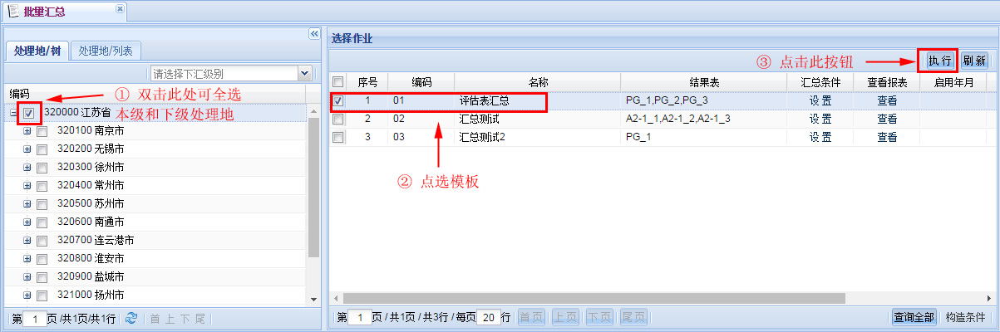 批量汇总
处理地/树 处理地/列表
请选择下汇级别
编码
① 双击此处可全选
本级和下级处理地
320000 江苏省
320100 南京市
320200 无锡市
320300 徐州市
320400 常州市
320500 苏州市
320600 南通市
320700 连云港市
320800 淮安市
320900 盐城市
321000 扬州市
第 1 页 /共1页/共1行 首 上 下 尾
选择作业
③ 点击此按钮 执行 刷新
序号 编码 名称 结果表 汇总条件 查看报表 启用年月
1 01 评估表汇总 PG_1,PG_2,PG_3 设置 查看
2 02 汇总测试 A2-1_1,A2-1_2,A2-1_3 设置 查看
3 03 汇总测试2 PG_1 设置 查看
② 点选模板
第 1 页 / 共1页 / 共3行 / 每页 20 行 首页 上页 下页 尾页 查询全部 构造条件